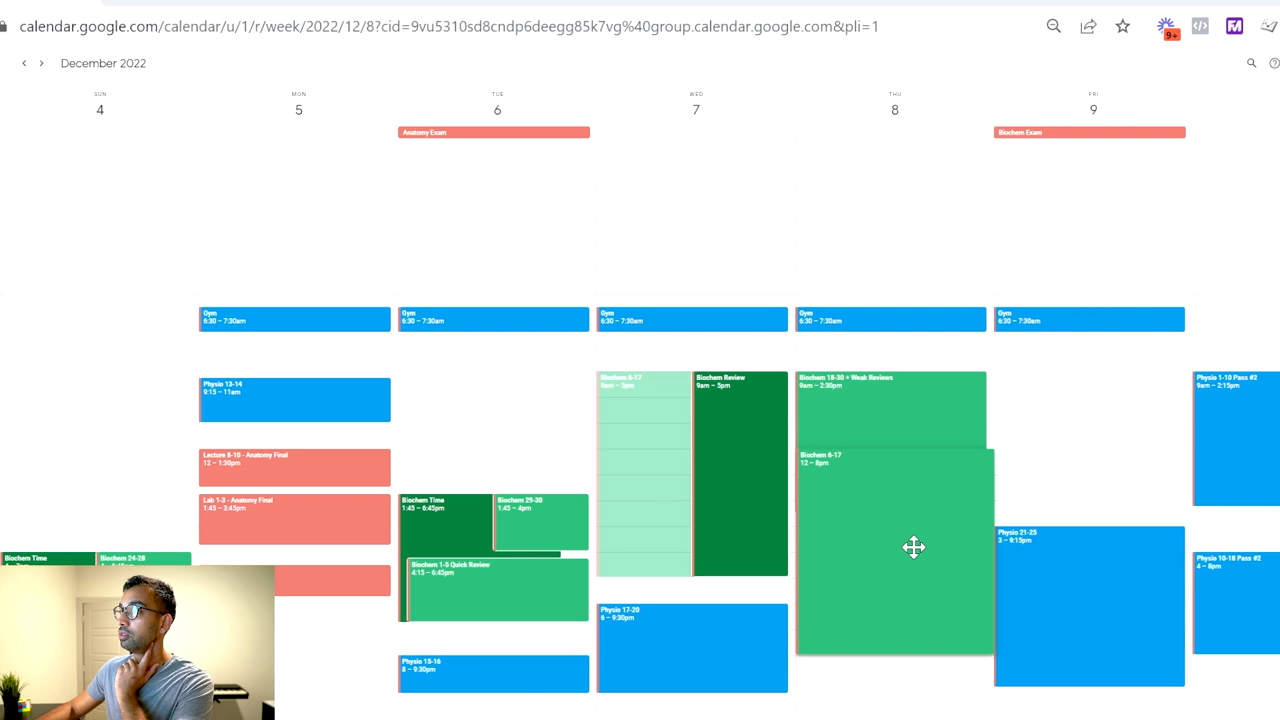 calendar.google.com/calendar/u/1/r/week/2022/12/8?cid=9vu5310sd8cndp6deegg85k7vg%40group.calendar.google.com&pli=1
9+
December 2022
SUN
4
MON
5
TUE
6
WED
7
THU
8
FRI
9
Anatomy Exam
Biochem Exam
Gym
6:30 – 7:30am
Gym
6:30 – 7:30am
Gym
6:30 – 7:30am
Gym
6:30 – 7:30am
Gym
6:30 – 7:30am
Biochem Time
Biochem 24-28
Physio 13-14
9:15 – 11am
Lecture 8-10 - Anatomy Final
12 – 1:30pm
Lab 1-3 - Anatomy Final
1:45 – 3:45pm
Biochem Time
1:45 – 6:45pm
Biochem 29-30
1:45 – 4pm
Biochem 1-5 Quick Review
4:15 – 6:45pm
Physio 15-16
8 – 9:30pm
Biochem 6-17
9am – 5pm
Biochem Review
9am – 5pm
Physio 17-20
6 – 9:30pm
Biochem 18-30 + Weak Reviews
9am – 2:30pm
Biochem 6-17
12 – 8pm
Physio 21-25
3 – 9:15pm
Physio 1-10 Pass #2
9am – 2:15pm
Physio 10-18 Pass #2
4 – 8pm